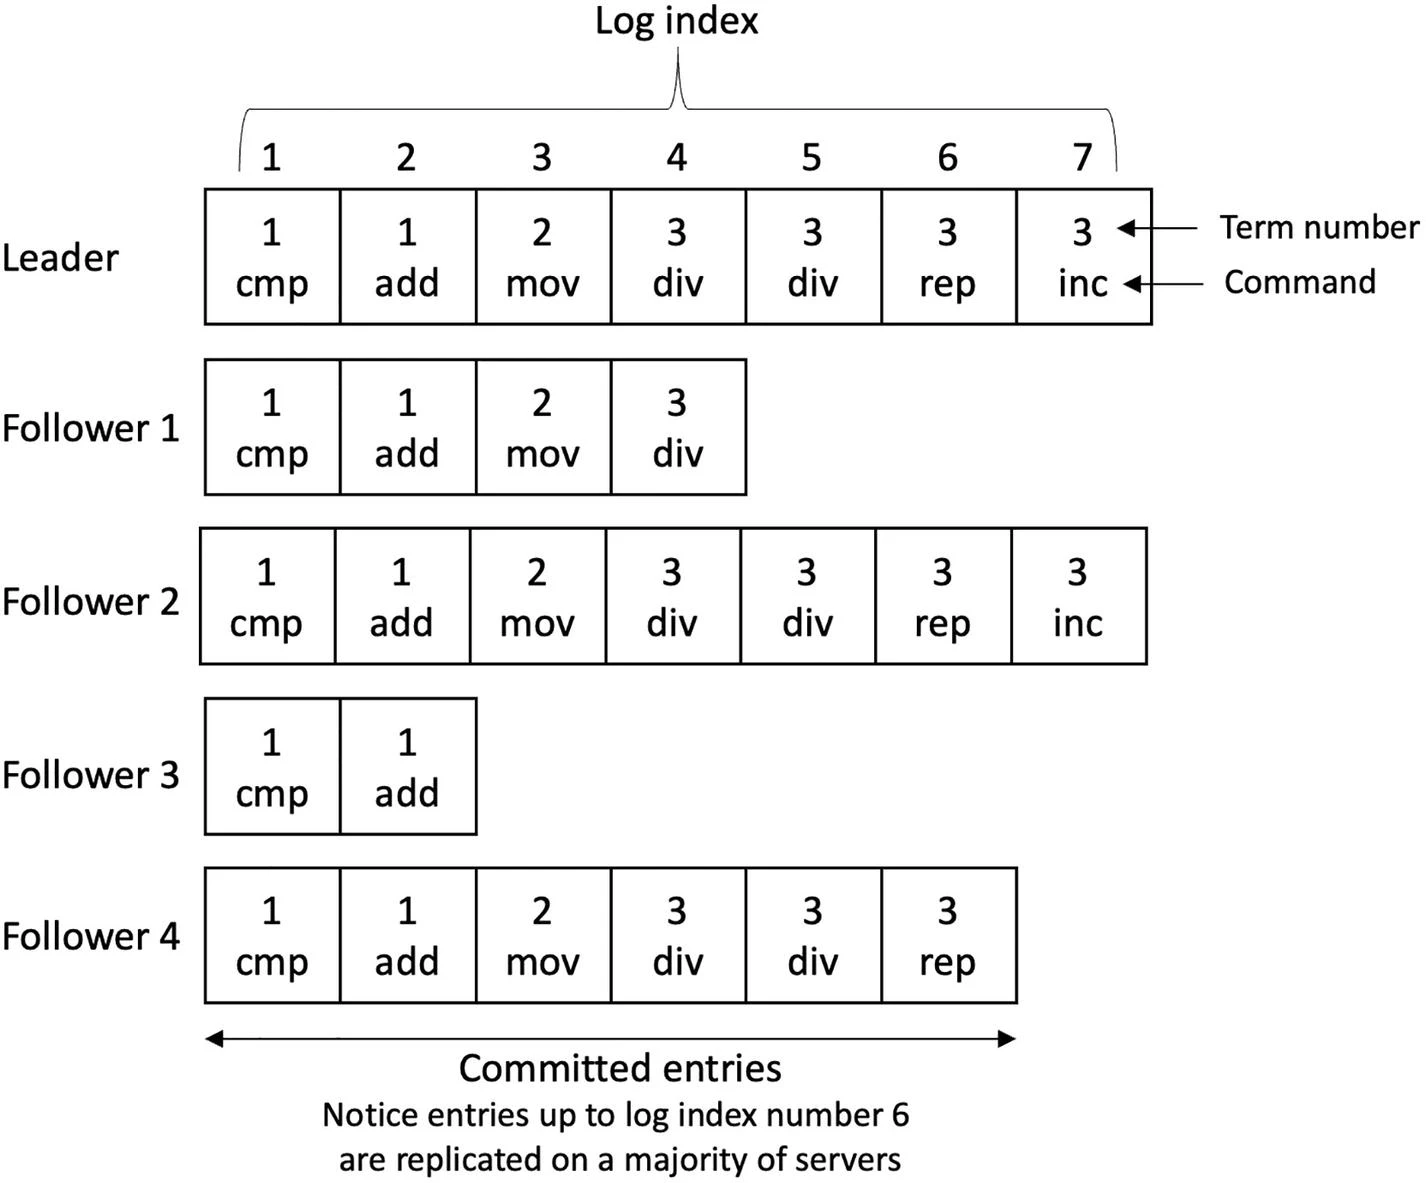 Log index
1 2 3 4 5 6 7
Leader
1 1 2 3 3 3 3
cmp add mov div div rep inc
Term number
Command
Follower 1
1 1 2 3
cmp add mov div
Follower 2
1 1 2 3 3 3 3
cmp add mov div div rep inc
Follower 3
1 1
cmp add
Follower 4
1 1 2 3 3 3
cmp add mov div div rep
Committed entries
Notice entries up to log index number 6
are replicated on a majority of servers